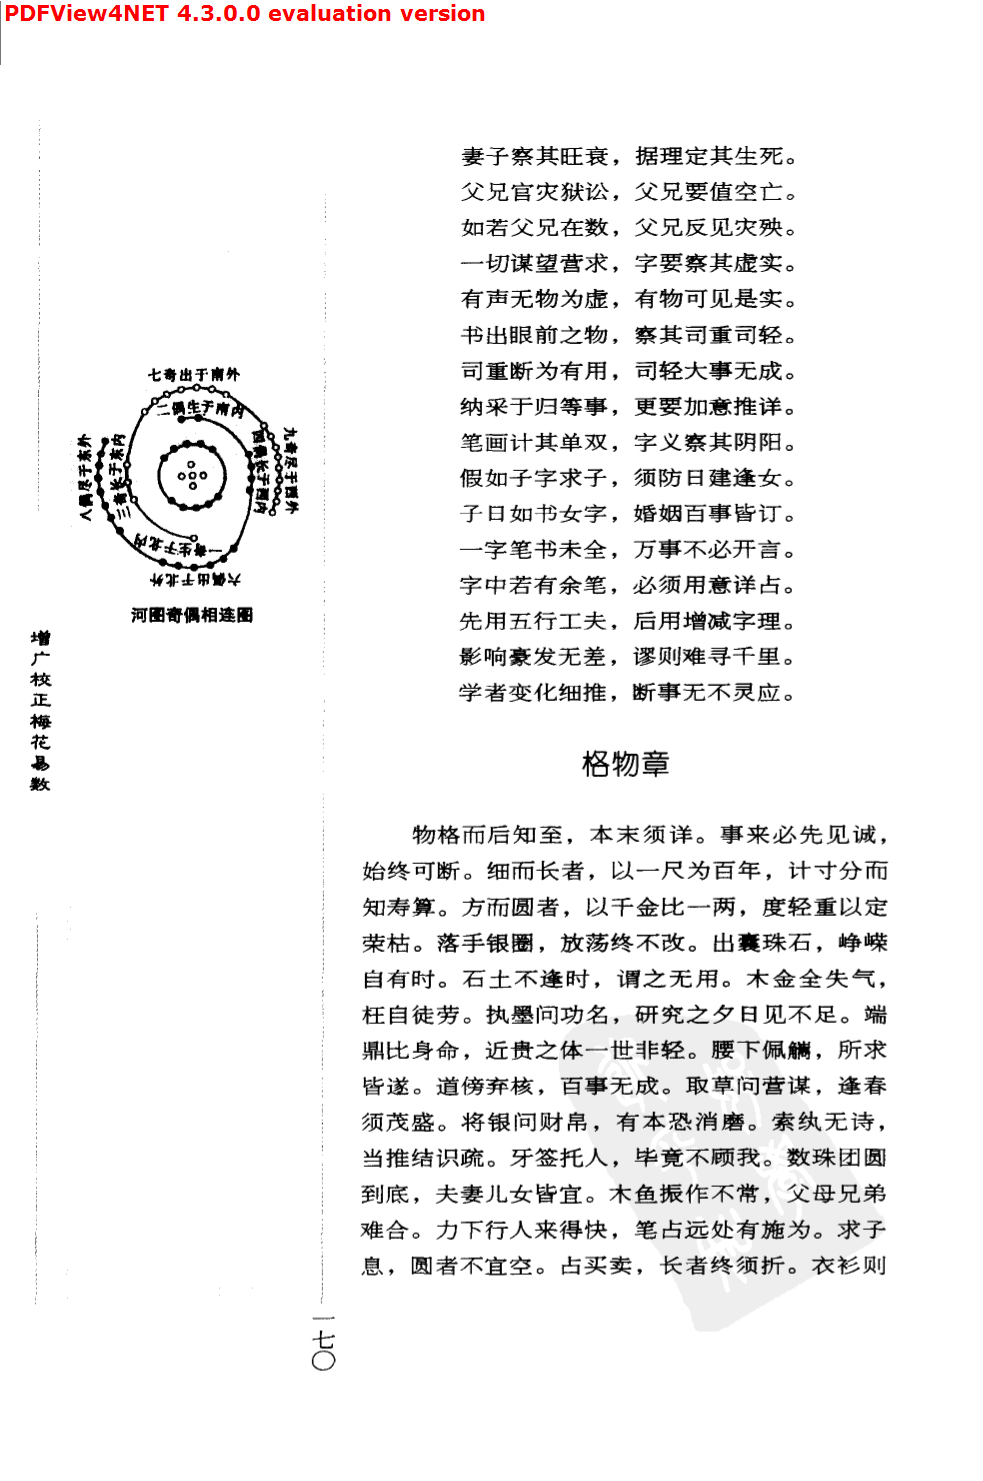 PDFView4NET 4.3.0.0 evaluation version
妻子察其旺衰，据理定其生死。
父兄官灾狱讼，父兄要值空亡。
如若父兄在数，父兄反见灾殃。
一切谋望营求，字要察其虚实。
有声无物为虚，有物可见是实。
书出眼前之物，察其司重司轻。
司重断为有用，司轻大事无成。
纳采于归等事，更要加意推详。
笔画计其单双，字义察其阴阳。
假如子字求子，须防日建逢女。
子日如书女字，婚姻百事皆订。
一字笔书未全，万事不必开言。
字中若有余笔，必须用意详占。
先用五行工夫，后用增减字理。
影响豪发无差，谬则难寻千里。
学者变化细推，断事无不灵应。
格物章
物格而后知至，本末须详。事来必先见诚，
始终可断。细而长者，以一尺为百年，计寸分而
知寿算。方而圆者，以千金比一两，度轻重以定
荣枯。落手银圈，放荡终不改。出囊珠石，峥嵘
自有时。石土不逢时，谓之无用。木金全失气，
枉自徒劳。执墨问功名，研究之夕日见不足。端
鼎比身命，近贵之体一世非轻。腰下佩觿，所求
皆遂。道傍弃核，百事无成。取草问营谋，逢春
须茂盛。将银问财帛，有本恐消磨。索纨无诗，
当推结识疏。牙签托人，毕竟不顾我。数珠团圆
到底，夫妻儿女皆宜。木鱼振作不常，父母兄弟
难合。力下行人来得快，笔占远处有施为。求子
息，圆者不宜空。占买卖，长者终须折。衣衫则
七奇出于南外
二偶生于南内
九奇尽于西外
四偶长于西内
八偶尽于东外
三奇长于东内
一奇生于北内
六偶出于北外
河图奇偶相连图
增广校正梅花易数
一七〇